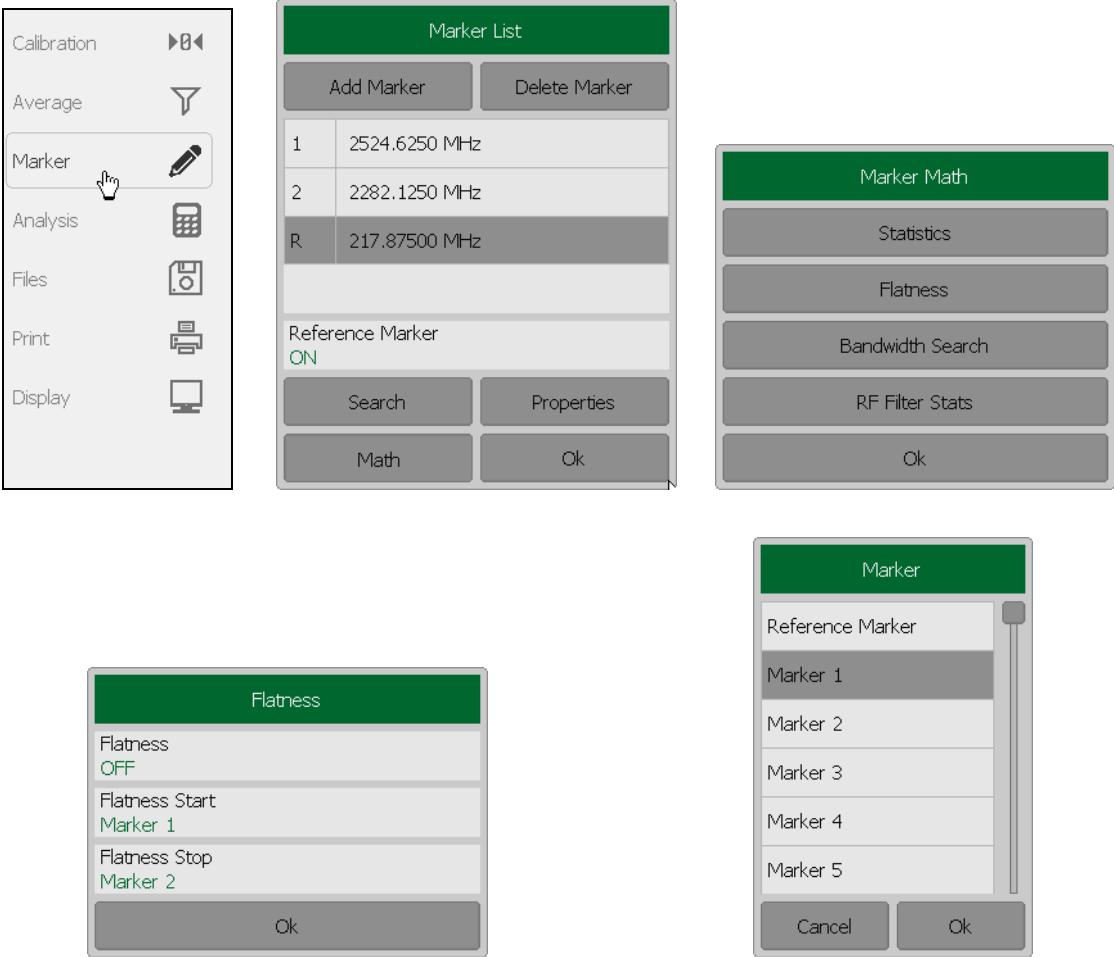 Calibration
Average
Marker
Analysis
Files
Print
Display
Marker List
Add Marker Delete Marker
1 2524.6250 MHz
2 2282.1250 MHz
R 217.87500 MHz
Reference Marker
ON
Search Properties
Math Ok
Marker Math
Statistics
Flatness
Bandwidth Search
RF Filter Stats
Ok
Flatness
Flatness
OFF
Flatness Start
Marker 1
Flatness Stop
Marker 2
Ok
Marker
Reference Marker
Marker 1
Marker 2
Marker 3
Marker 4
Marker 5
Cancel Ok